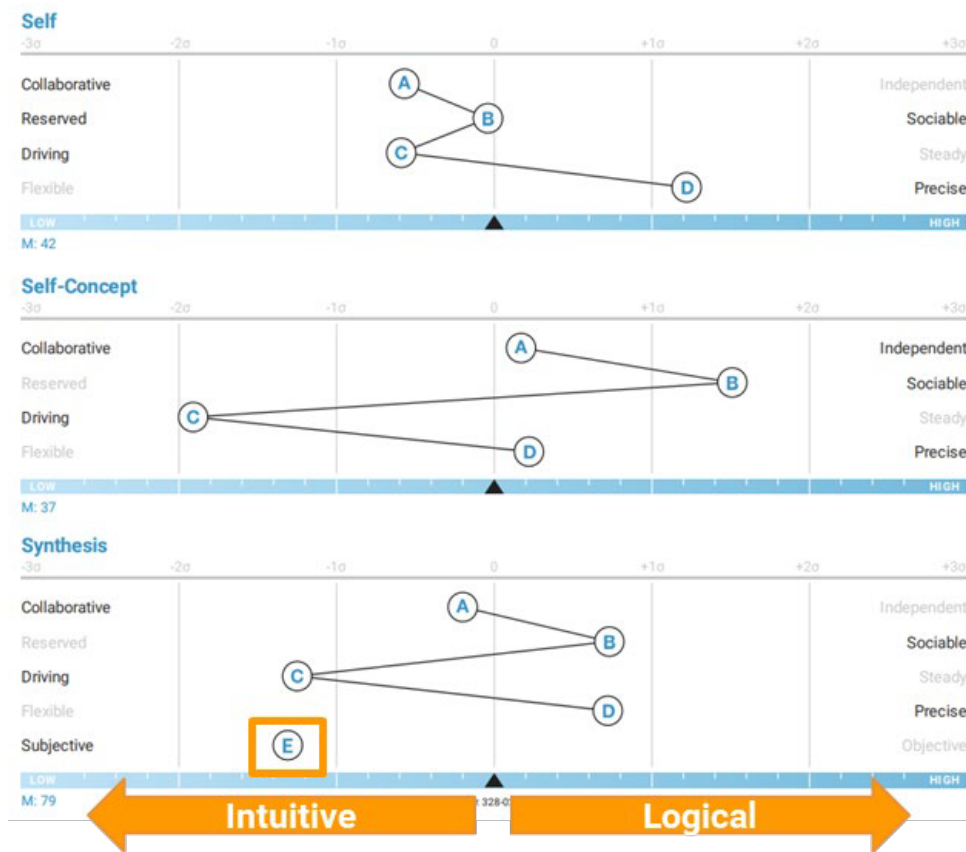 Self
-3σ -2σ -1σ 0 +1σ +2σ +3σ
Collaborative A Independent
Reserved B Sociable
Driving C Steady
Flexible D Precise
LOW HIGH
M: 42
Self-Concept
-3σ -2σ -1σ 0 +1σ +2σ +3σ
Collaborative A Independent
Reserved B Sociable
Driving C Steady
Flexible D Precise
LOW HIGH
M: 37
Synthesis
-3σ -2σ -1σ 0 +1σ +2σ +3σ
Collaborative A Independent
Reserved B Sociable
Driving C Steady
Flexible D Precise
Subjective E Objective
LOW HIGH
M: 79
Intuitive Logical